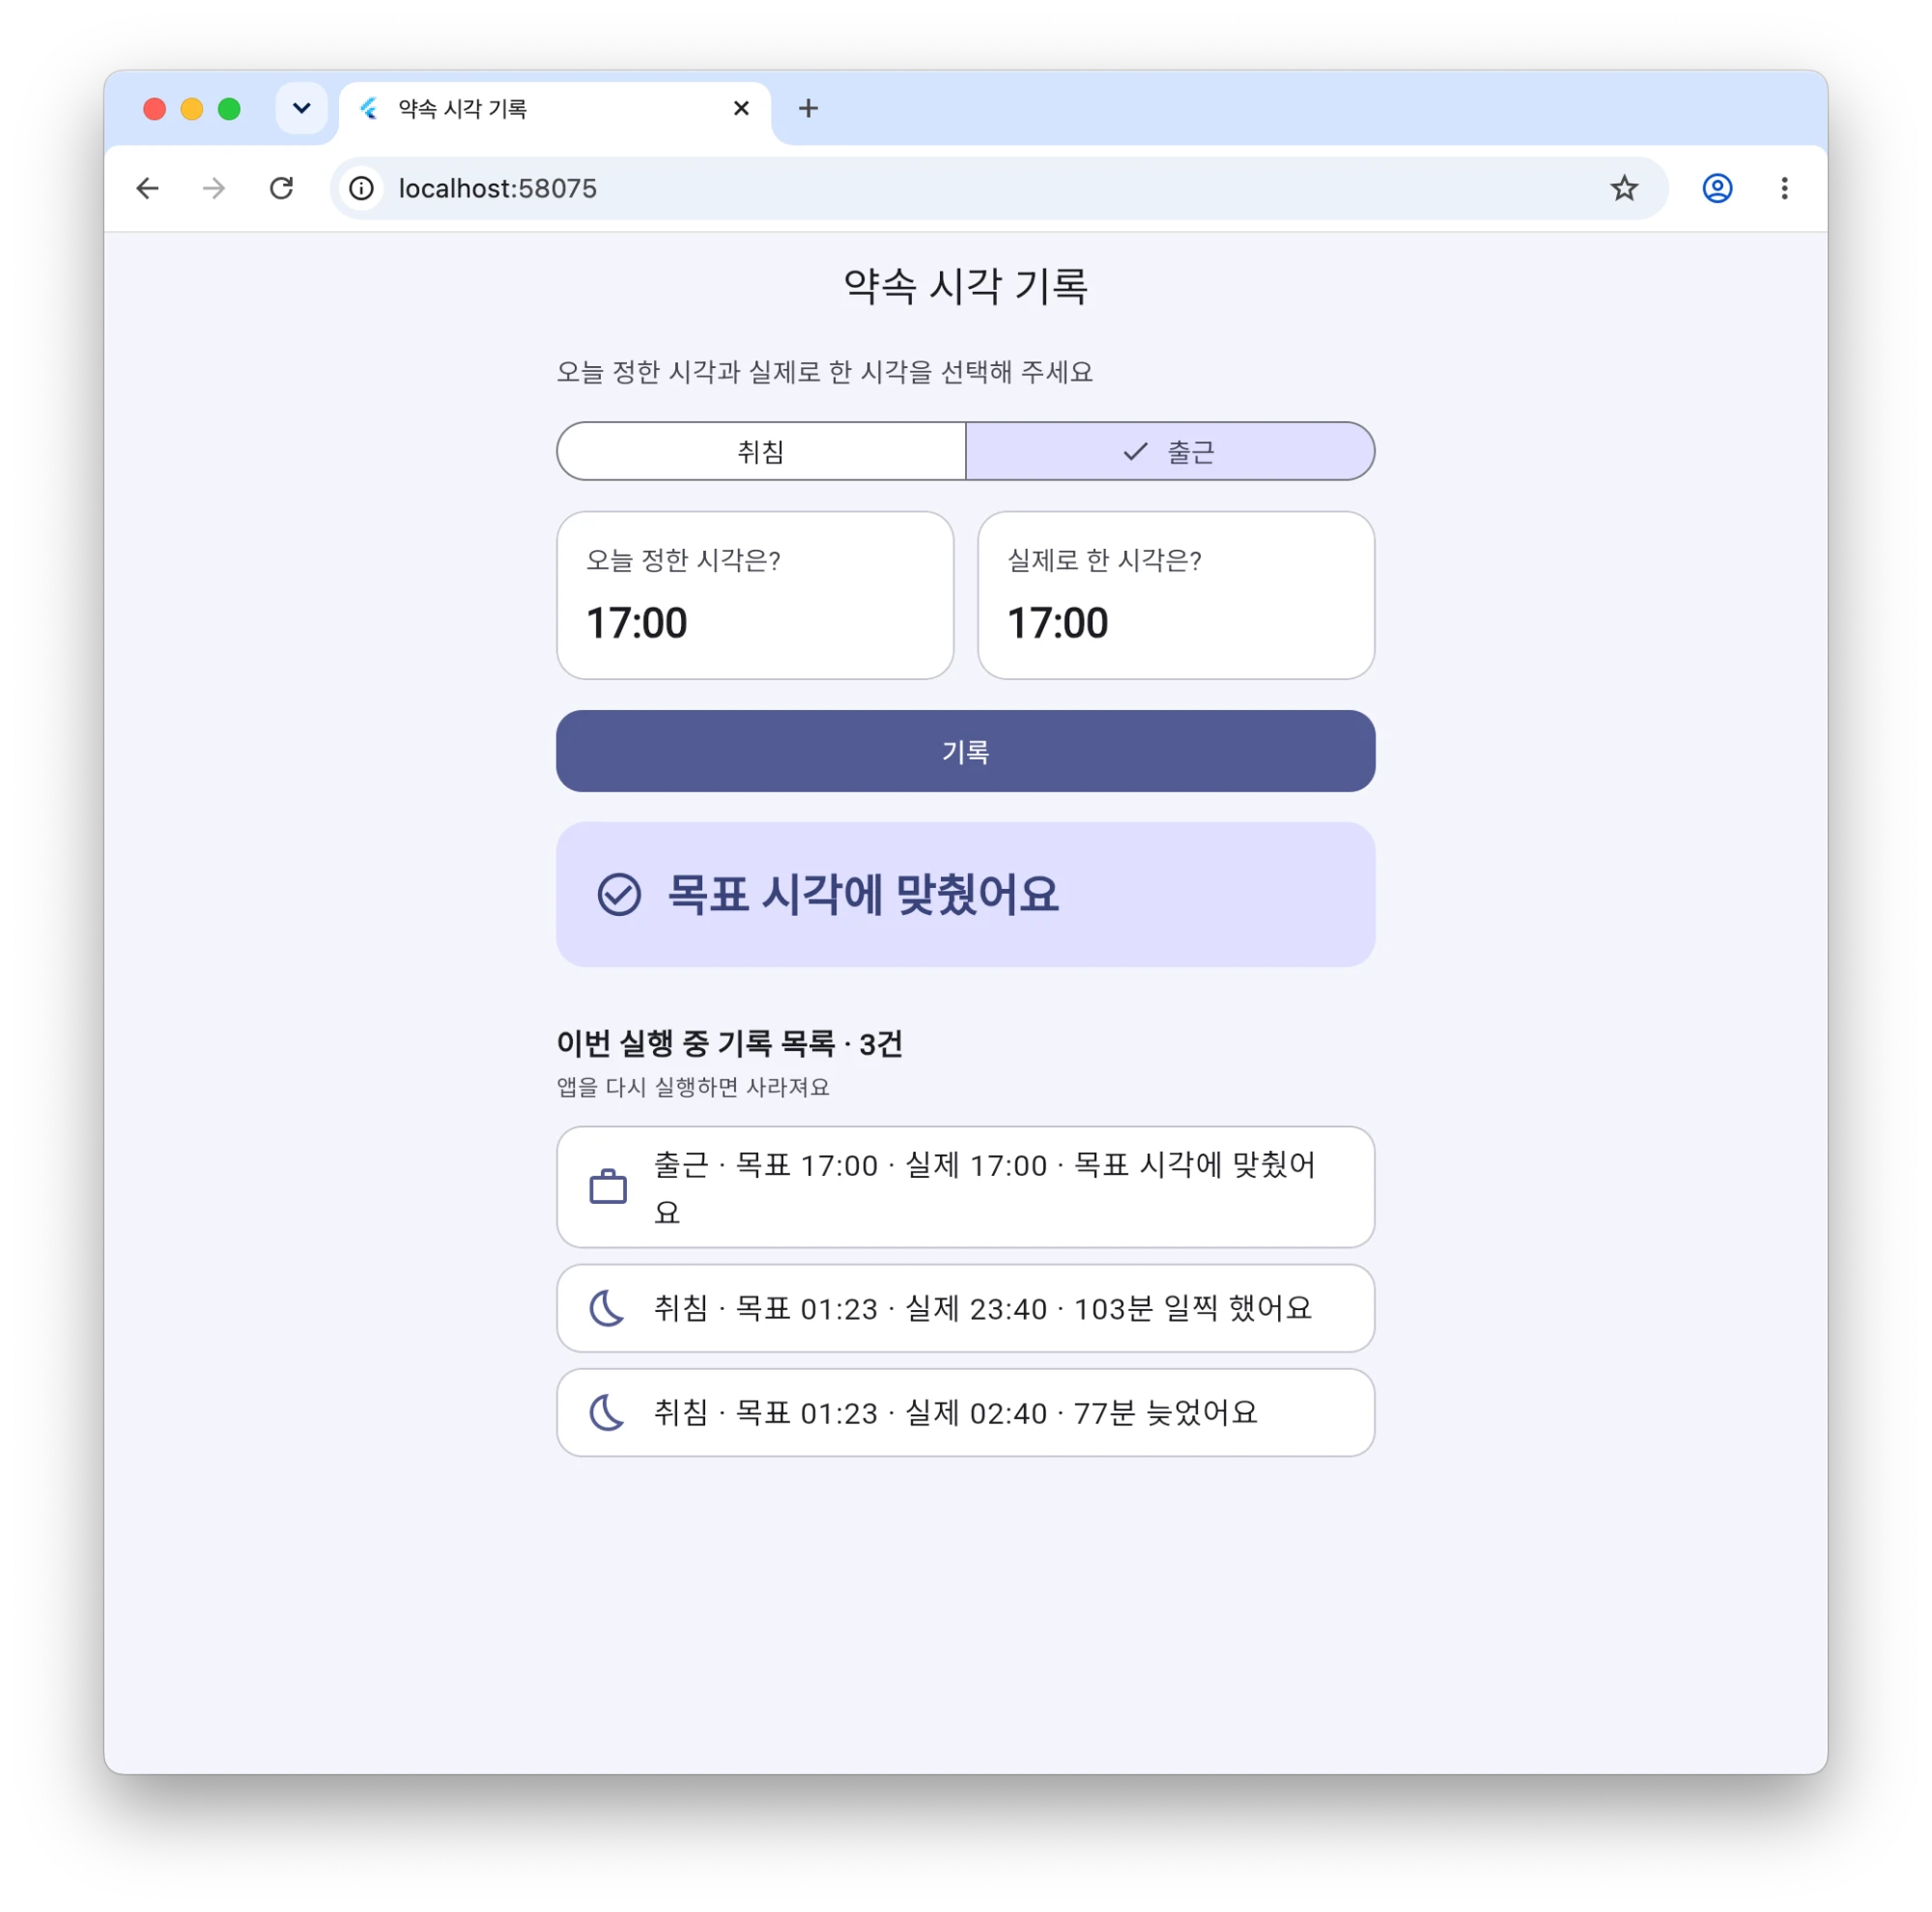 약속 시각 기록
localhost:58075
약속 시각 기록
오늘 정한 시각과 실제로 한 시각을 선택해 주세요
취침
출근
오늘 정한 시각은?
17:00
실제로 한 시각은?
17:00
기록
목표 시각에 맞췄어요
이번 실행 중 기록 목록 · 3건
앱을 다시 실행하면 사라져요
출근 · 목표 17:00 · 실제 17:00 · 목표 시각에 맞췄어
요
취침 · 목표 01:23 · 실제 23:40 · 103분 일찍 했어요
취침 · 목표 01:23 · 실제 02:40 · 77분 늦었어요